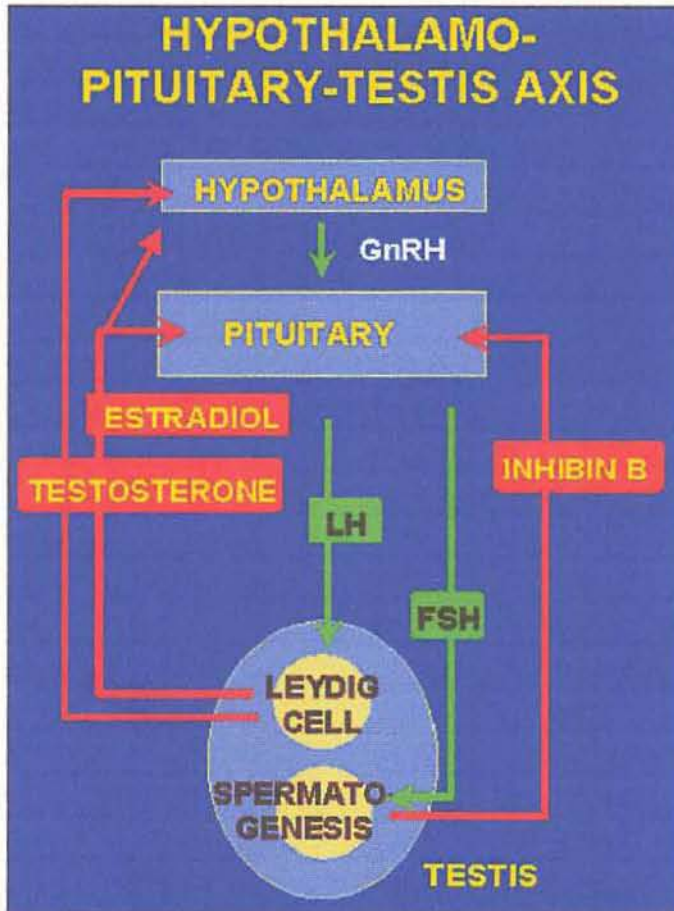 HYPOTHALAMO-
PITUITARY-TESTIS AXIS
HYPOTHALAMUS
GnRH
PITUITARY
ESTRADIOL
TESTOSTERONE
INHIBIN B
LH
FSH
LEYDIG
CELL
SPERMATO
GENESIS
TESTIS